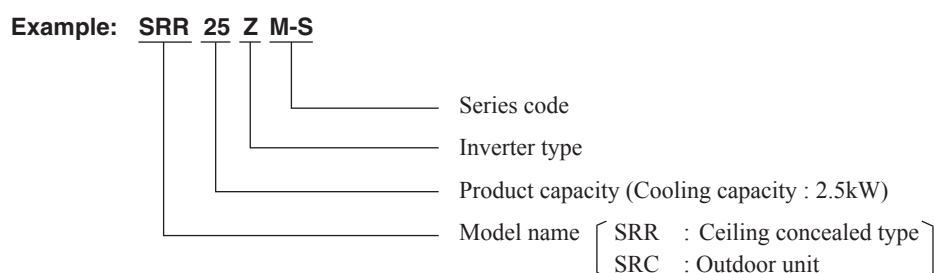 Example: SRR 25 Z M-S
Series code
Inverter type
Product capacity (Cooling capacity : 2.5kW)
Model name SRR : Ceiling concealed type
SRC : Outdoor unit